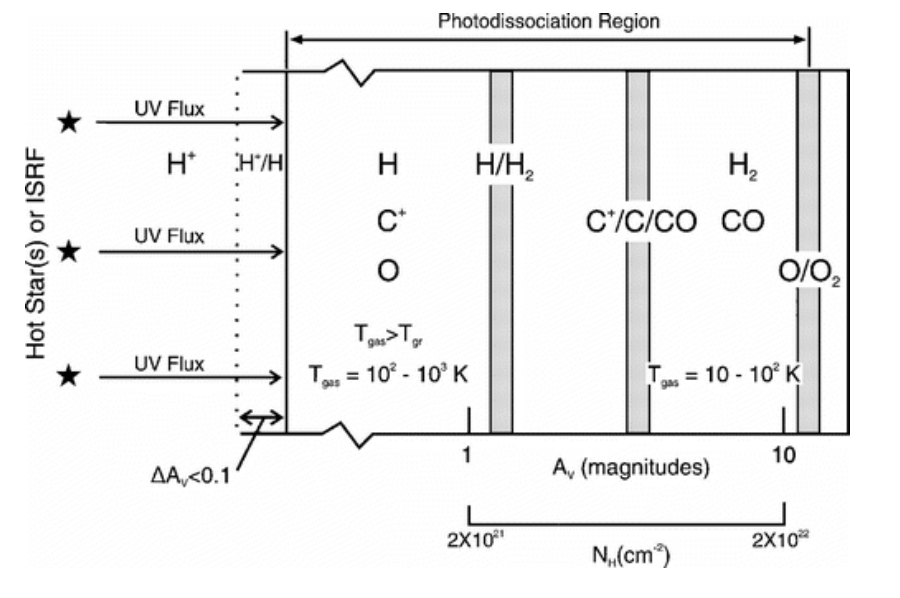 Photodissociation Region
Hot Star(s) or ISRF
UV Flux
H⁺
H⁺/H
H
H/H₂
H₂
C⁺
C⁺/C/CO
CO
UV Flux
O
O/O₂
T_gas>T_gr
UV Flux
T_gas = 10² - 10³ K
T_gas = 10 - 10² K
ΔA_v<0.1
1
A_v (magnitudes)
10
2X10²¹
N_H(cm⁻²)
2X10²²